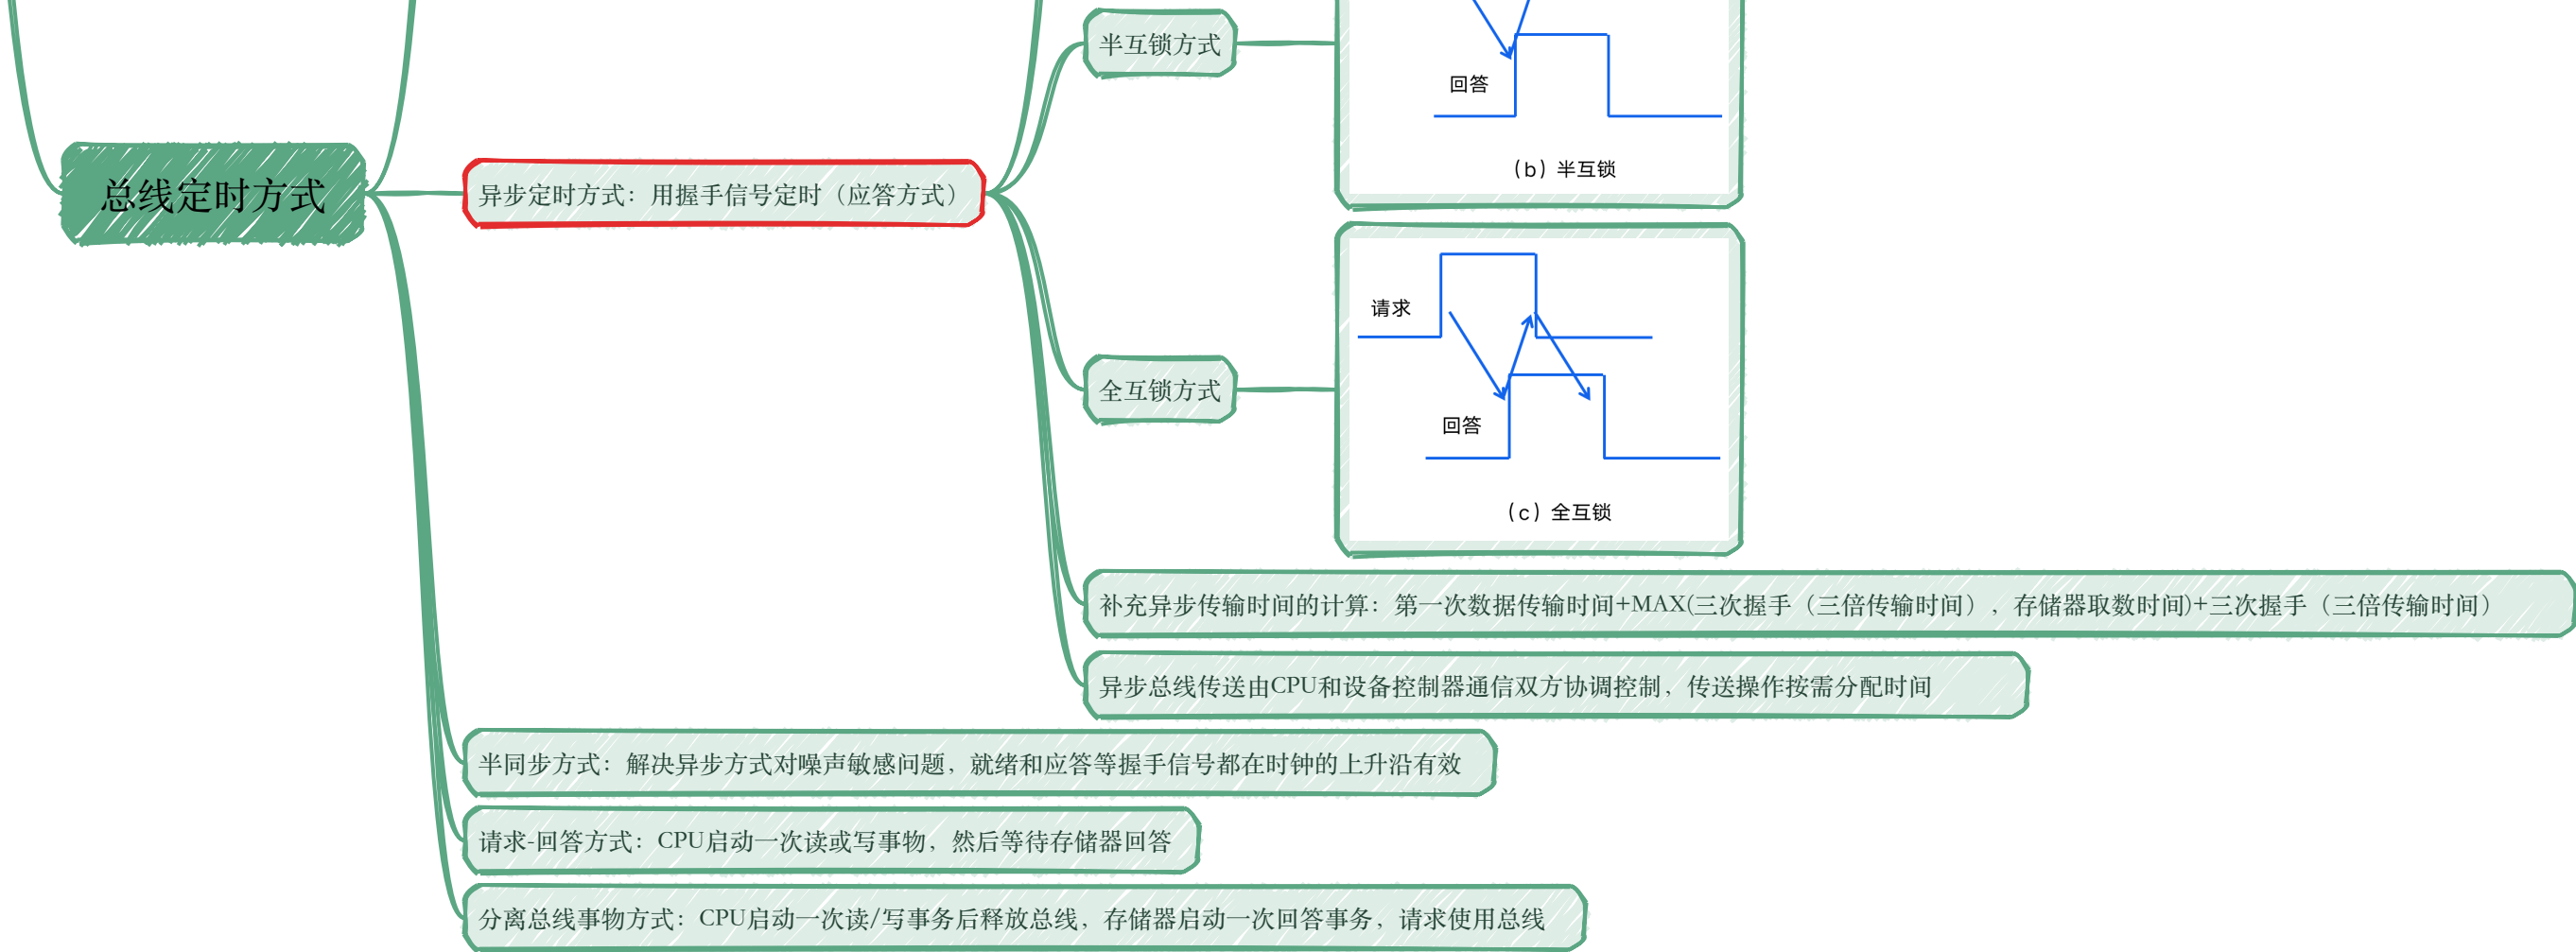 总线定时方式
异步定时方式：用握手信号定时（应答方式）
半互锁方式
回答
（b）半互锁
全互锁方式
请求
回答
（c）全互锁
补充异步传输时间的计算：第一次数据传输时间+MAX(三次握手（三倍传输时间），存储器取数时间)+三次握手（三倍传输时间）
异步总线传送由CPU和设备控制器通信双方协调控制，传送操作按需分配时间
半同步方式：解决异步方式对噪声敏感问题，就绪和应答等握手信号都在时钟的上升沿有效
请求-回答方式：CPU启动一次读或写事物，然后等待存储器回答
分离总线事物方式：CPU启动一次读/写事务后释放总线，存储器启动一次回答事务，请求使用总线